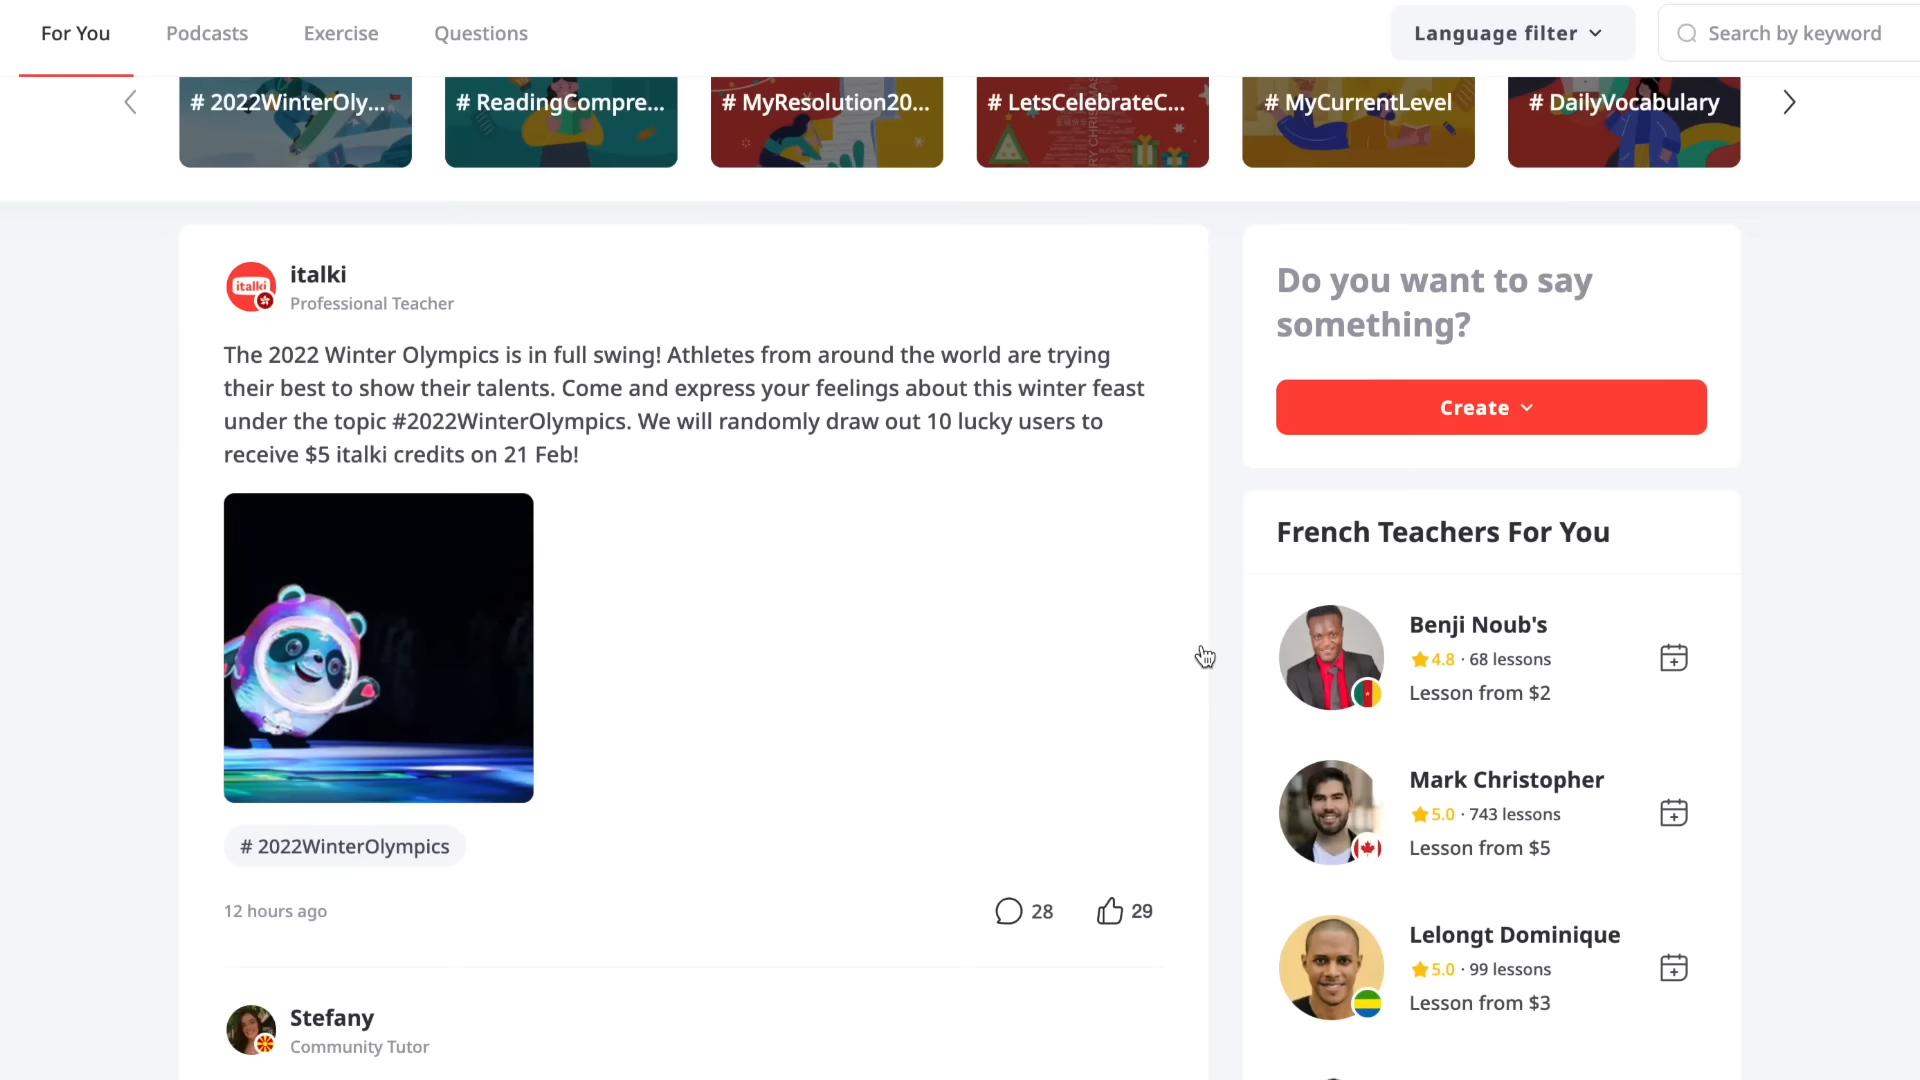 For You
Podcasts
Exercise
Questions
Language filter
Search by keyword
# 2022WinterOly...
# ReadingCompre...
# MyResolution20...
# LetsCelebrateC...
# MyCurrentLevel
# DailyVocabulary
italki
italki
Professional Teacher
The 2022 Winter Olympics is in full swing! Athletes from around the world are trying
their best to show their talents. Come and express your feelings about this winter feast
under the topic #2022WinterOlympics. We will randomly draw out 10 lucky users to
receive $5 italki credits on 21 Feb!
# 2022WinterOlympics
12 hours ago
28
29
Stefany
Community Tutor
Do you want to say
something?
Create
French Teachers For You
Benji Noub's
4.8 · 68 lessons
Lesson from $2
Mark Christopher
5.0 · 743 lessons
Lesson from $5
Lelongt Dominique
5.0 · 99 lessons
Lesson from $3